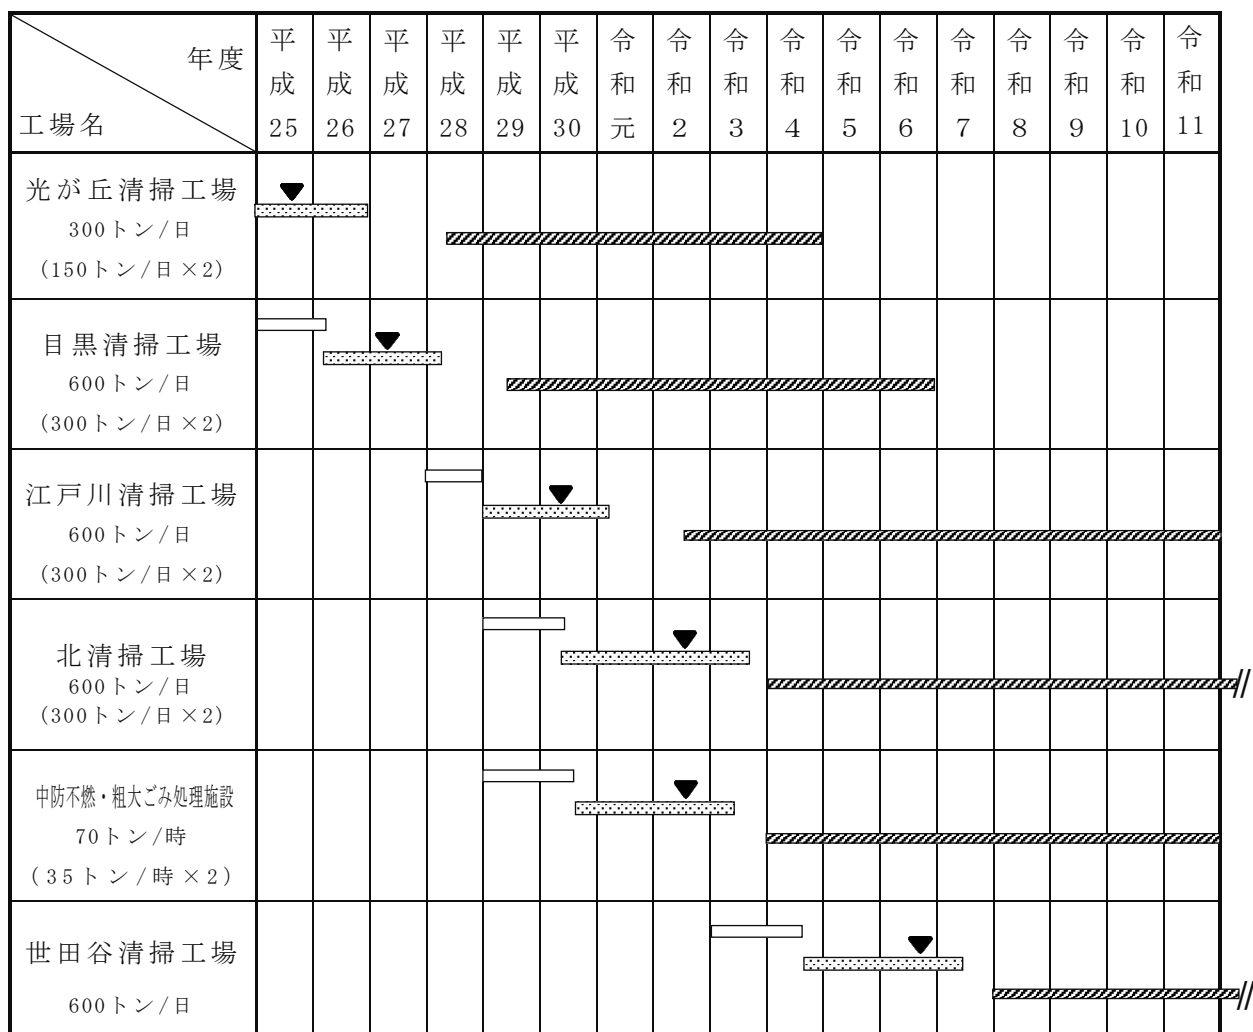 年度
工場名
平成25
平成26
平成27
平成28
平成29
平成30
令和元
令和2
令和3
令和4
令和5
令和6
令和7
令和8
令和9
令和10
令和11
光が丘清掃工場
300トン/日
(150トン/日×2)
目黒清掃工場
600トン/日
(300トン/日×2)
江戸川清掃工場
600トン/日
(300トン/日×2)
北清掃工場
600トン/日
(300トン/日×2)
中防不燃・粗大ごみ処理施設
70トン/時
(35トン/時×2)
世田谷清掃工場
600トン/日